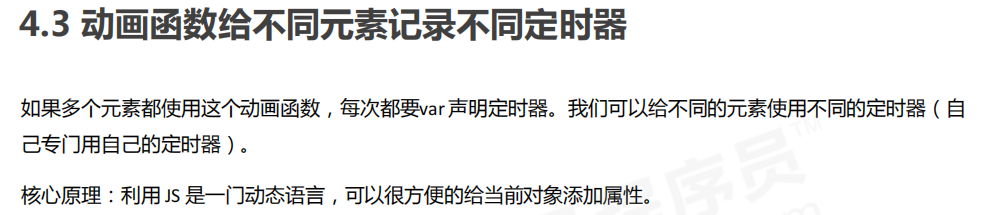 4.3 动画函数给不同元素记录不同定时器
如果多个元素都使用这个动画函数，每次都要var 声明定时器。我们可以给不同的元素使用不同的定时器（自
己专门用自己的定时器）。
核心原理：利用 JS 是一门动态语言，可以很方便的给当前对象添加属性。
程序员™